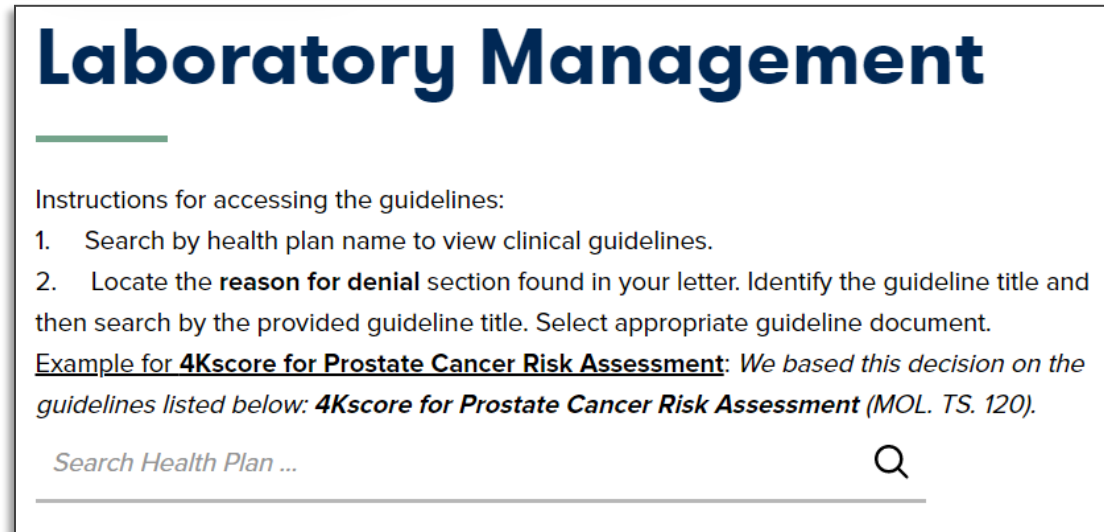 Laboratory Management
Instructions for accessing the guidelines:
1. Search by health plan name to view clinical guidelines.
2. Locate the reason for denial section found in your letter. Identify the guideline title and
then search by the provided guideline title. Select appropriate guideline document.
Example for 4Kscore for Prostate Cancer Risk Assessment: We based this decision on the
guidelines listed below: 4Kscore for Prostate Cancer Risk Assessment (MOL. TS. 120).
Search Health Plan ...